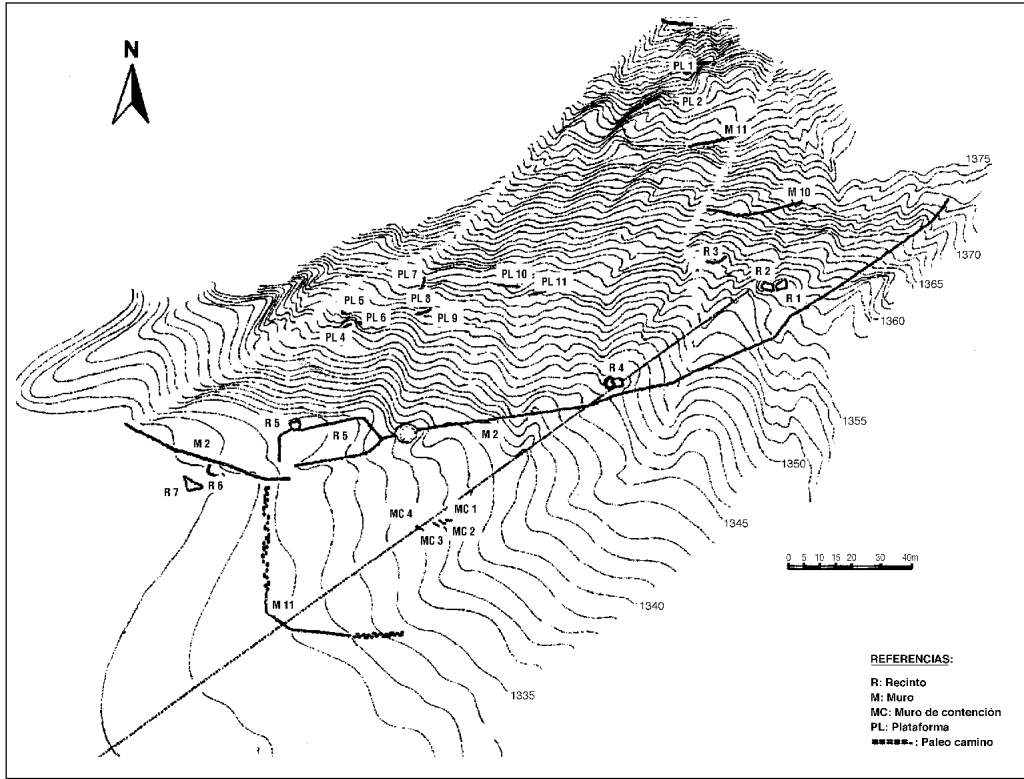 N
PL 1
PL 2
M 11
1375
M 10
R 3
1370
PL 7
PL 10
R 2
PL 11
1365
R 1
PL 5
PL 8
PL 6
PL 9
1360
PL 4
R 4
1355
R 5
R 5
M 2
M 2
1350
R 7
R 6
MC 4
MC 1
MC 3
MC 2
1345
0 5 10 15 20 30 40m
M 11
1340
1335
REFERENCIAS:
R: Recinto
M: Muro
MC: Muro de contención
PL: Plataforma
: Paleo camino